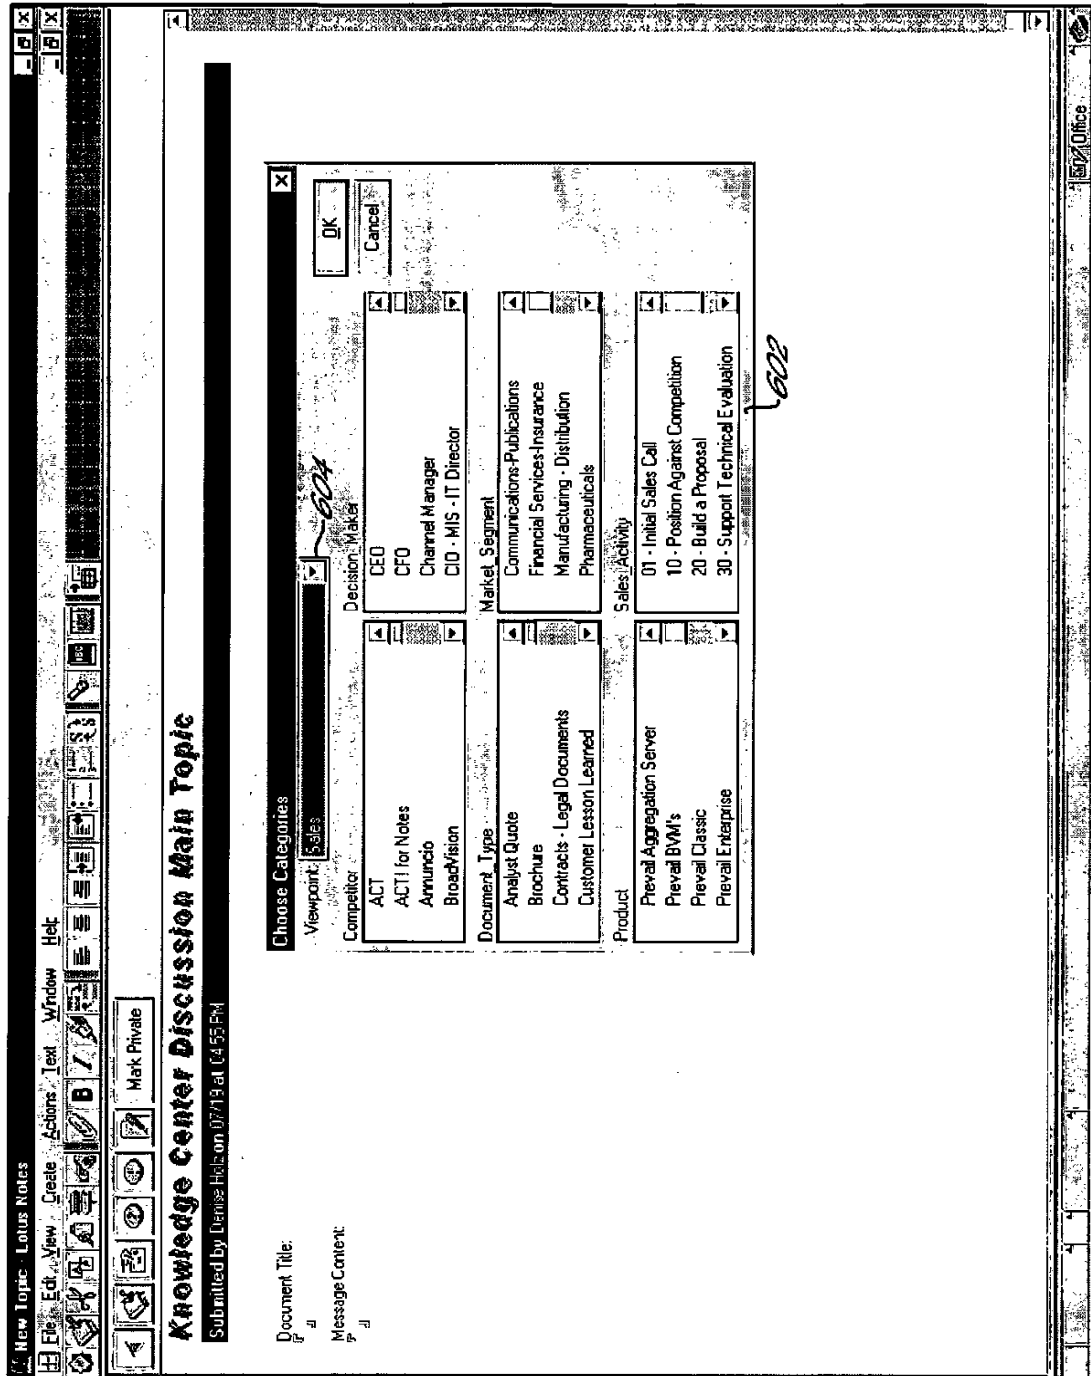 New Topic - Lotus Notes
File Edit View Create Actions Text Window Help
B I
Mark Private
Knowledge Center Discussion Main Topic
Submitted by Denise Holz on 07/19 at 04:55 PM
Document Title:
Message Content:
Choose Categories
Viewpoint: Sales
604
OK
Cancel
Competitor
ACT
ACT! for Notes
Annuncio
BroadVision
Decision_Maker
CEO
CFO
Channel Manager
CIO - MIS - IT Director
Document_Type
Analyst Quote
Brochure
Contracts - Legal Documents
Customer Lesson Learned
Market_Segment
Communications-Publications
Financial Services-Insurance
Manufacturing - Distribution
Pharmaceuticals
Product
Prevail Aggregation Server
Prevail BVM's
Prevail Classic
Prevail Enterprise
Sales_Activity
01 - Initial Sales Call
10 - Position Against Competition
20 - Build a Proposal
30 - Support Technical Evaluation
602
Office